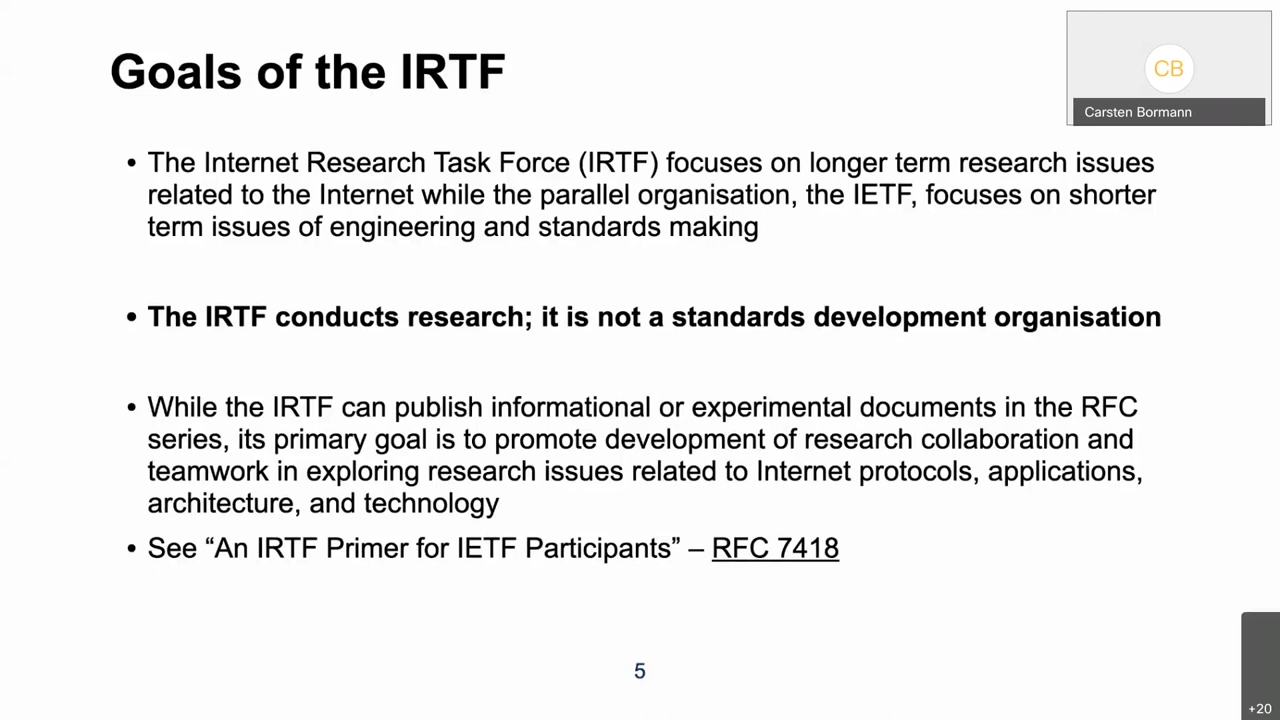 Goals of the IRTF
CB
Carsten Bormann
• The Internet Research Task Force (IRTF) focuses on longer term research issues
related to the Internet while the parallel organisation, the IETF, focuses on shorter
term issues of engineering and standards making
• The IRTF conducts research; it is not a standards development organisation
• While the IRTF can publish informational or experimental documents in the RFC
series, its primary goal is to promote development of research collaboration and
teamwork in exploring research issues related to Internet protocols, applications,
architecture, and technology
• See “An IRTF Primer for IETF Participants” – RFC 7418
5
+20